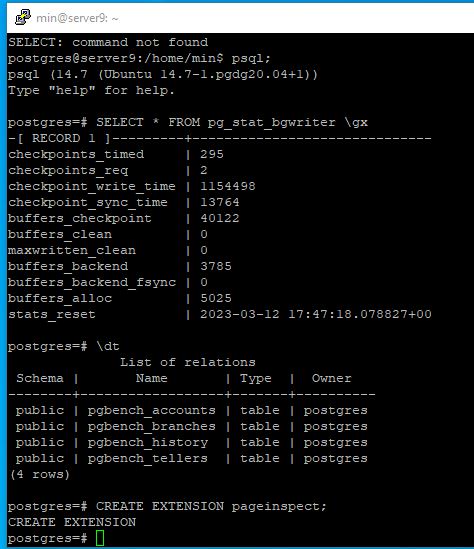 min@server9: ~
SELECT: command not found
postgres@server9:/home/min$ psql;
psql (14.7 (Ubuntu 14.7-1.pgdg20.04+1))
Type "help" for help.
postgres=# SELECT * FROM pg_stat_bgwriter \gx
-[ RECORD 1 ]---------+------------------------------
checkpoints_timed     | 295
checkpoints_req       | 2
checkpoint_write_time | 1154498
checkpoint_sync_time  | 13764
buffers_checkpoint    | 40122
buffers_clean         | 0
maxwritten_clean      | 0
buffers_backend       | 3785
buffers_backend_fsync | 0
buffers_alloc         | 5025
stats_reset           | 2023-03-12 17:47:18.078827+00
postgres=# \dt
              List of relations
 Schema |       Name       | Type  |  Owner
--------+------------------+-------+----------
 public | pgbench_accounts | table | postgres
 public | pgbench_branches | table | postgres
 public | pgbench_history  | table | postgres
 public | pgbench_tellers  | table | postgres
(4 rows)
postgres=# CREATE EXTENSION pageinspect;
CREATE EXTENSION
postgres=#